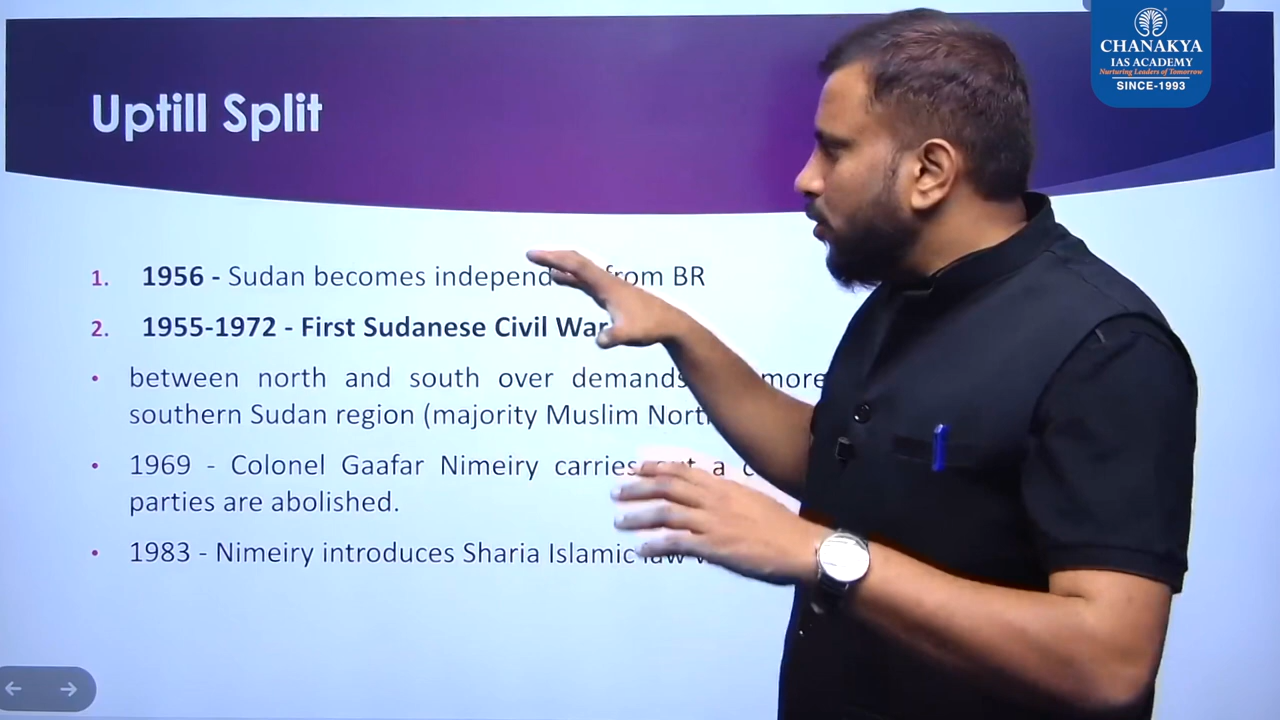 CHANAKYA
IAS ACADEMY
Nurturing Leaders of Tomorrow
SINCE-1993
Uptill Split
1. 1956 - Sudan becomes from BR
2. 1955-1972 - First Sudanese Civil War
• between north and south over demands more
southern Sudan region (majority Muslim
• 1969 - Colonel Gaafar Nimeiry carries a
parties are abolished.
• 1983 - Nimeiry introduces Sharia Islamic law